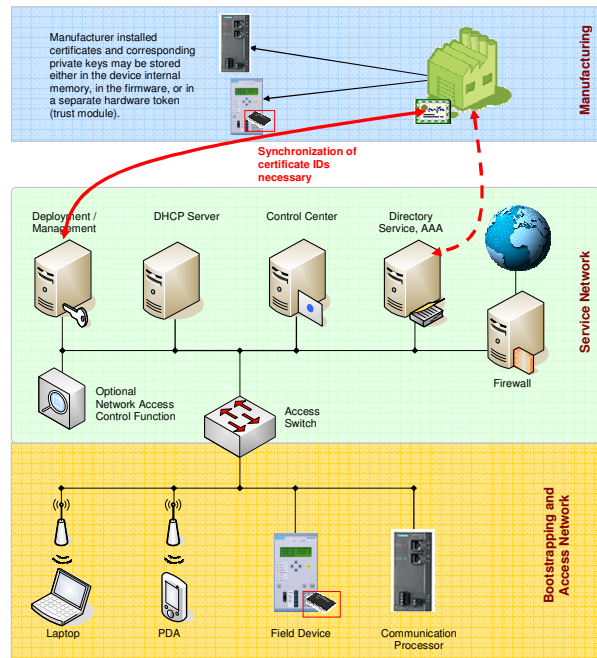 Manufacturer installed
certificates and corresponding
private keys may be stored
either in the device internal
memory, in the firmware, or in
a separate hardware token
(trust module).
Manufacturing
Synchronization of
certificate IDs
necessary
Deployment /
Management
DHCP Server
Control Center
Directory
Service, AAA
Service Network
Firewall
Optional
Network Access
Control Function
Access
Switch
Bootstrapping and
Access Network
Laptop
PDA
Field Device
Communication
Processor